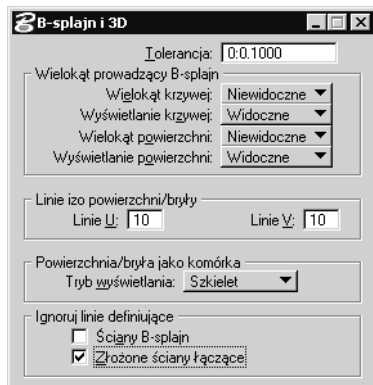 B-splajn i 3D
Tolerancja: 0:0.1000
Wielokąt prowadzący B-splajn
Wielokąt krzywej: Niewidoczne
Wyświetlanie krzywej: Widoczne
Wielokąt powierzchni: Niewidoczne
Wyświetlanie powierzchni: Widoczne
Linie izo powierzchni/bryły
Linie U: 10 Linie V: 10
Powierzchnia/bryła jako komórka
Tryb wyświetlania: Szkielet
Ignoruj linie definiujące
Ściany B-splajn
Złożone ściany łączące